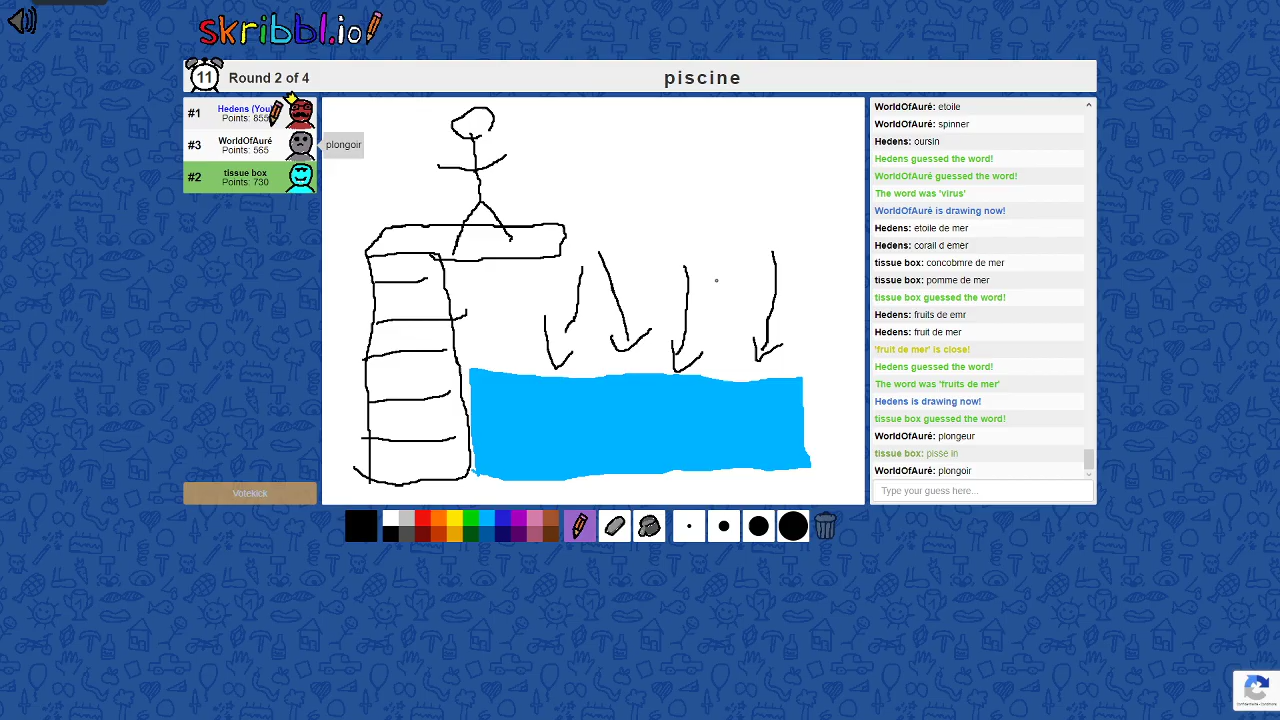 skribbl.io
11
Round 2 of 4
piscine
#1
Hedens (You)
Points: 855
#3
WorldOfAuré
Points: 565
plongoir
#2
tissue box
Points: 730
Votekick
WorldOfAuré: etoile
WorldOfAuré: spinner
Hedens: oursin
Hedens guessed the word!
WorldOfAuré guessed the word!
The word was 'virus'
WorldOfAuré is drawing now!
Hedens: etoile de mer
Hedens: corail d emer
tissue box: concobmre de mer
tissue box: pomme de mer
tissue box guessed the word!
Hedens: fruits de emr
Hedens: fruit de mer
'fruit de mer' is close!
Hedens guessed the word!
The word was 'fruits de mer'
Hedens is drawing now!
tissue box guessed the word!
WorldOfAuré: plongeur
tissue box: pisse in
WorldOfAuré: plongoir
Type your guess here...